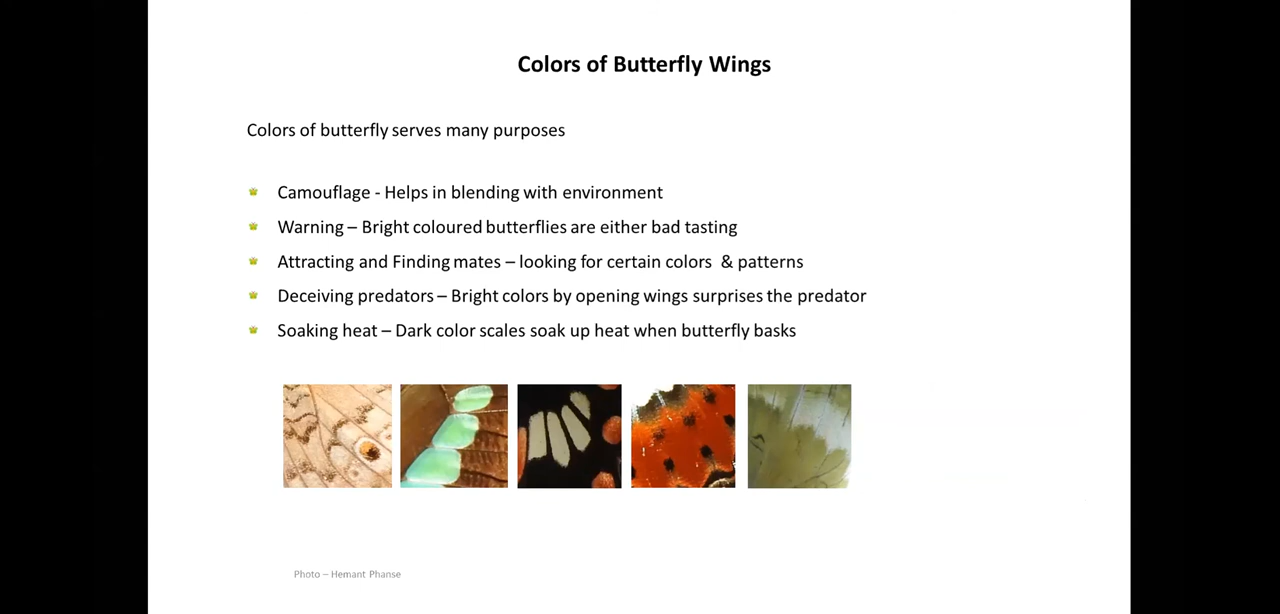 Colors of Butterfly Wings
Colors of butterfly serves many purposes
Camouflage - Helps in blending with environment
Warning – Bright coloured butterflies are either bad tasting
Attracting and Finding mates – looking for certain colors & patterns
Deceiving predators – Bright colors by opening wings surprises the predator
Soaking heat – Dark color scales soak up heat when butterfly basks
Photo – Hemant Phanse